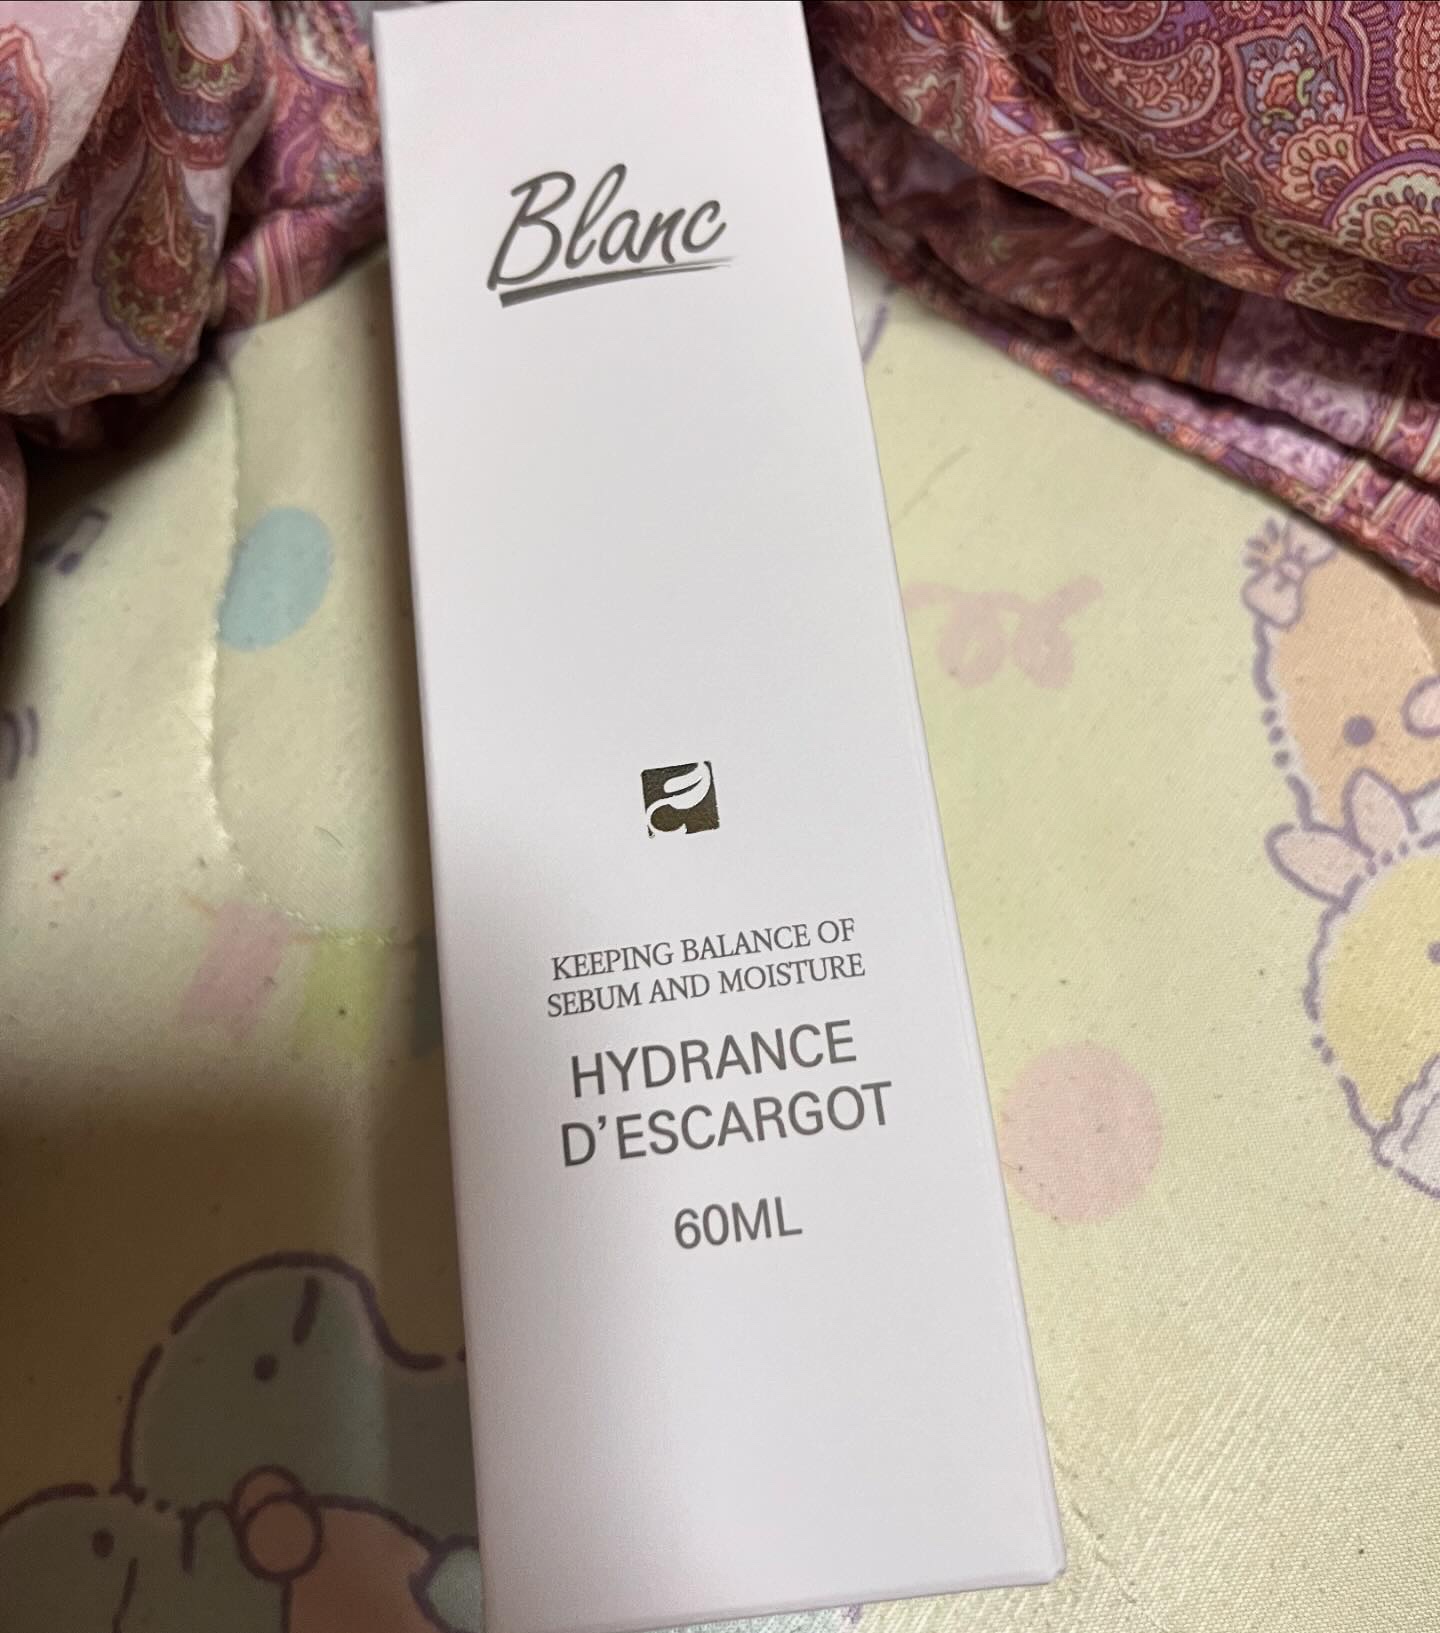 Blanc
KEEPING BALANCE OF
SEBUM AND MOISTURE
HYDRANCE
D'ESCARGOT
60ML